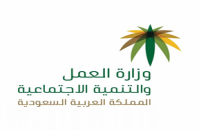 وزارة العمل
والتنمية الاجتماعية
المملكة العربية السعودية